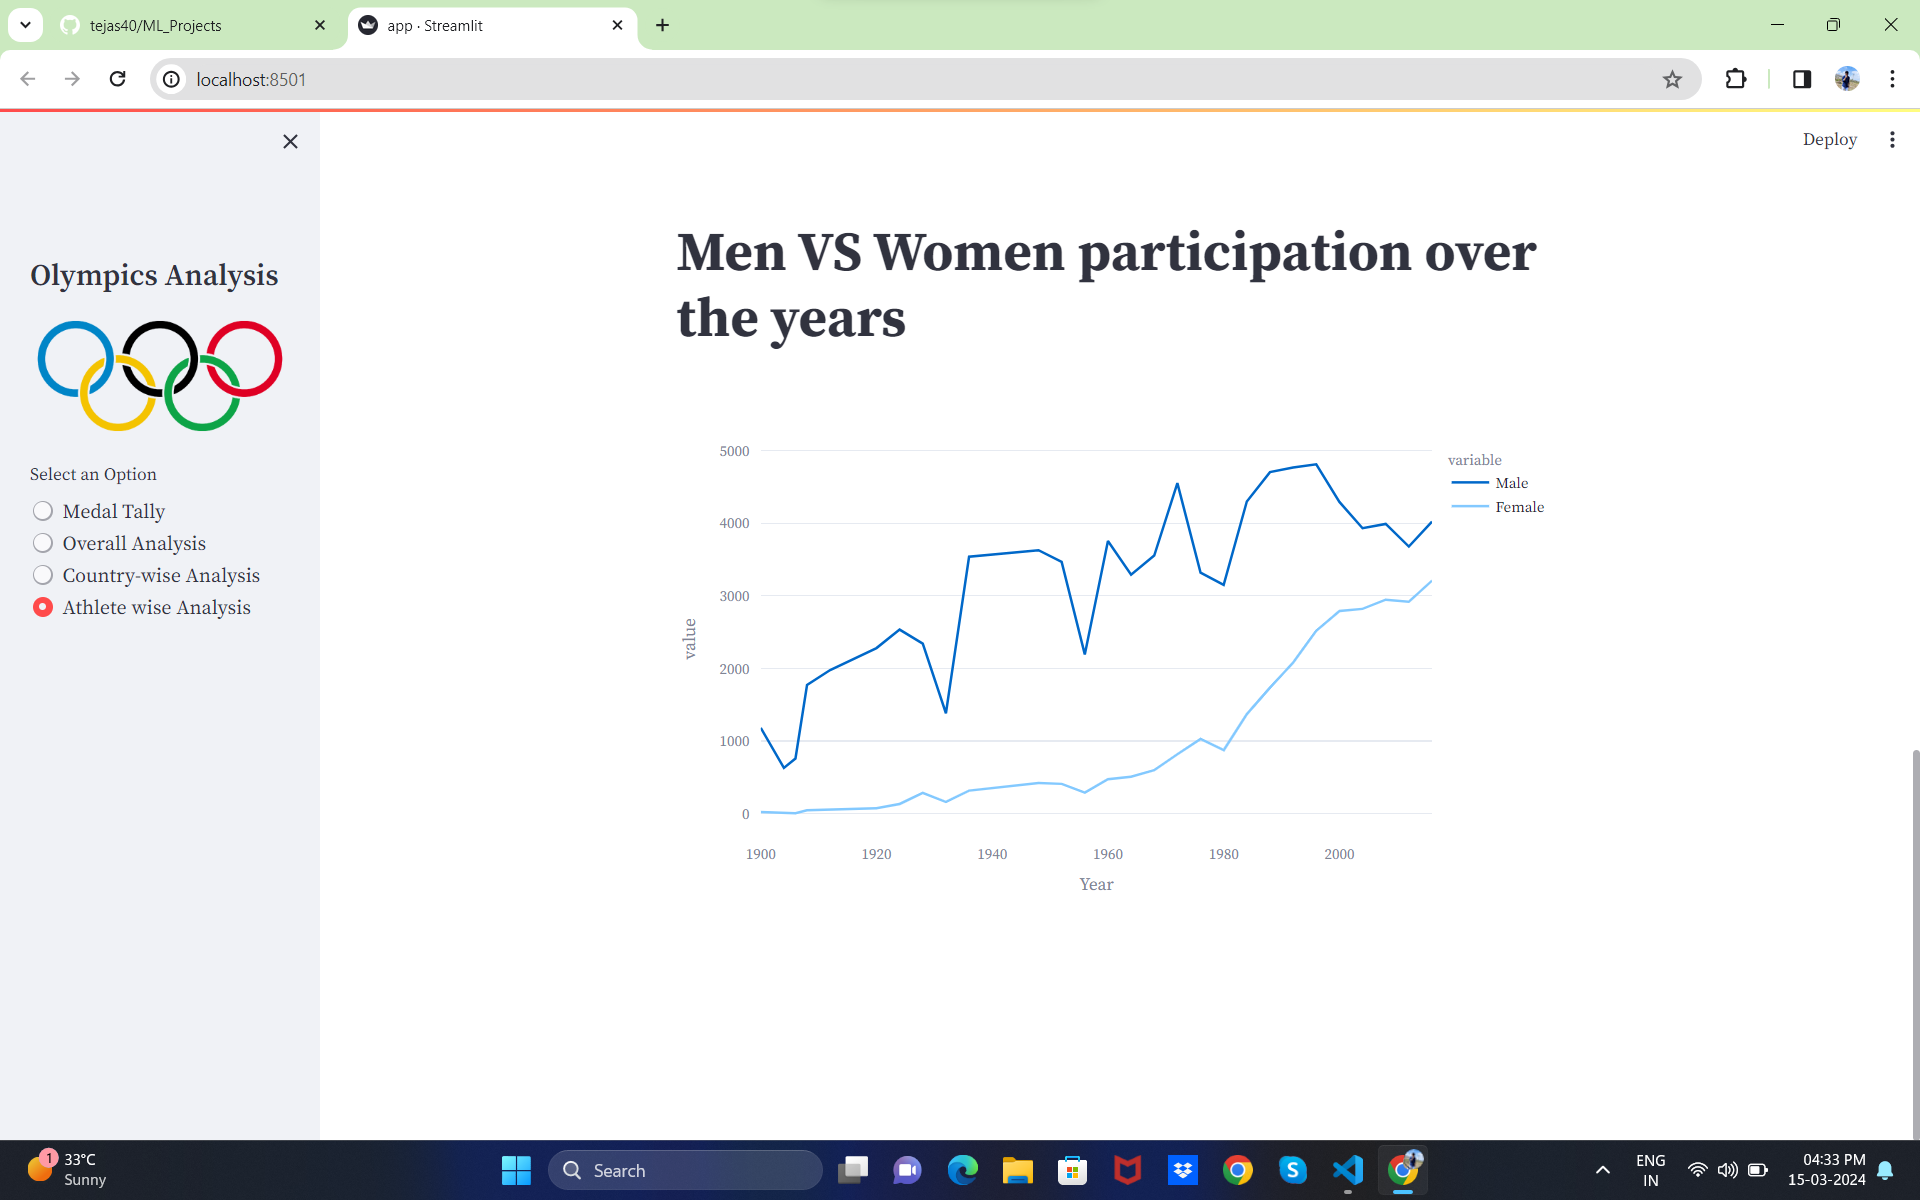 tejas40/ML_Projects
app · Streamlit
localhost:8501
Deploy
Olympics Analysis
Select an Option
Medal Tally
Overall Analysis
Country-wise Analysis
Athlete wise Analysis
Men VS Women participation over
the years
5000
4000
3000
2000
1000
0
value
1900
1920
1940
1960
1980
2000
Year
variable
Male
Female
1
33°C
Sunny
Search
ENG
IN
04:33 PM
15-03-2024